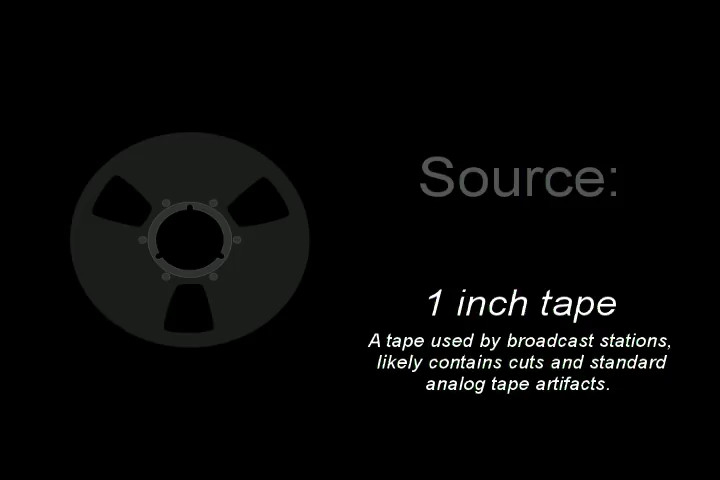 Source:
1 inch tape
A tape used by broadcast stations,
likely contains cuts and standard
analog tape artifacts.